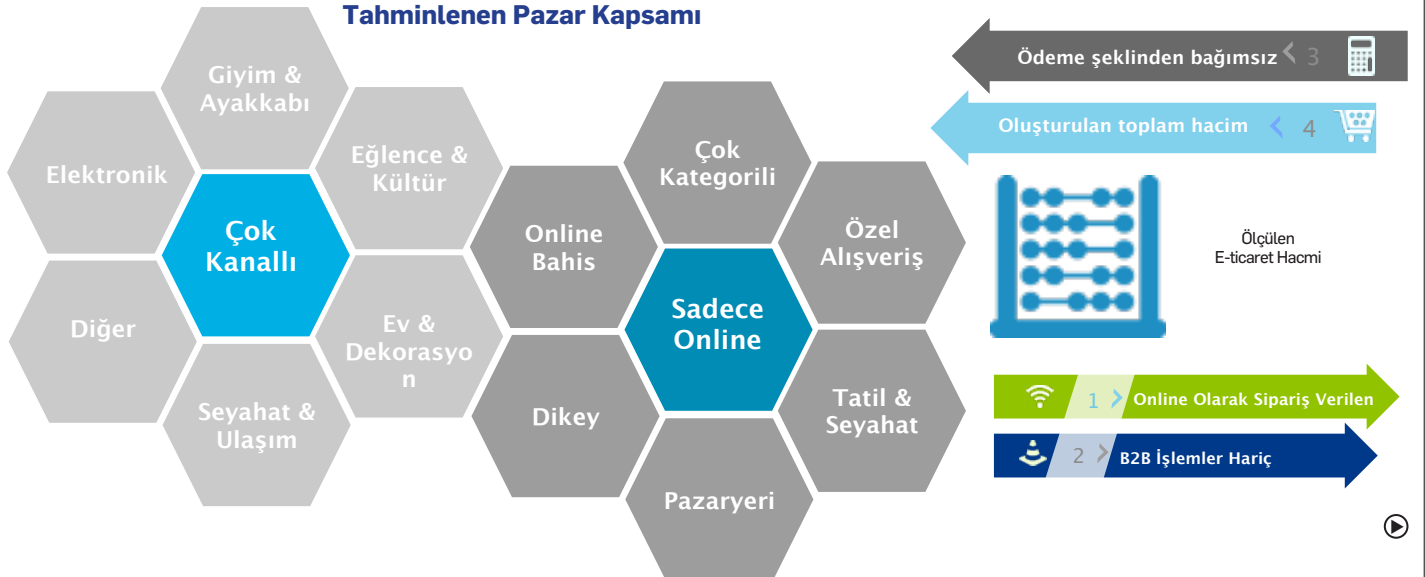 Tahminlenen Pazar Kapsamı
Giyim &
Ayakkabı
Elektronik
Eğlence &
Kültür
Çok
Kanallı
Diğer
Ev &
Dekorasyo
n
Seyahat &
Ulaşım
Çok
Kategorili
Online
Bahis
Özel
Alışveriş
Sadece
Online
Dikey
Tatil &
Seyahat
Pazaryeri
Ödeme şeklinden bağımsız 3
Oluşturulan toplam hacim 4
Ölçülen
E-ticaret Hacmi
1 Online Olarak Sipariş Verilen
2 B2B İşlemler Hariç